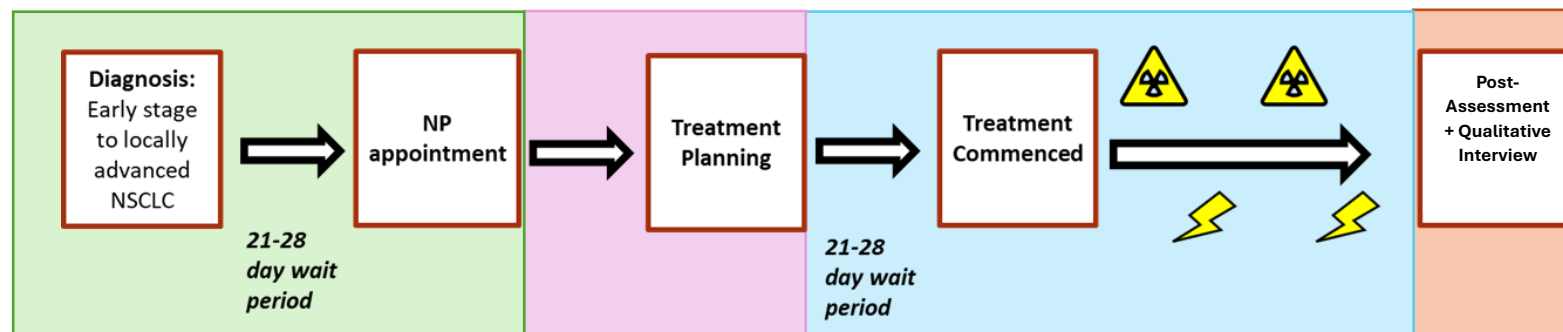 Diagnosis:
Early stage
to locally
advanced
NSCLC
21-28
day wait
period
NP
appointment
Treatment
Planning
21-28
day wait
period
Treatment
Commenced
Post-
Assessment
+ Qualitative
Interview